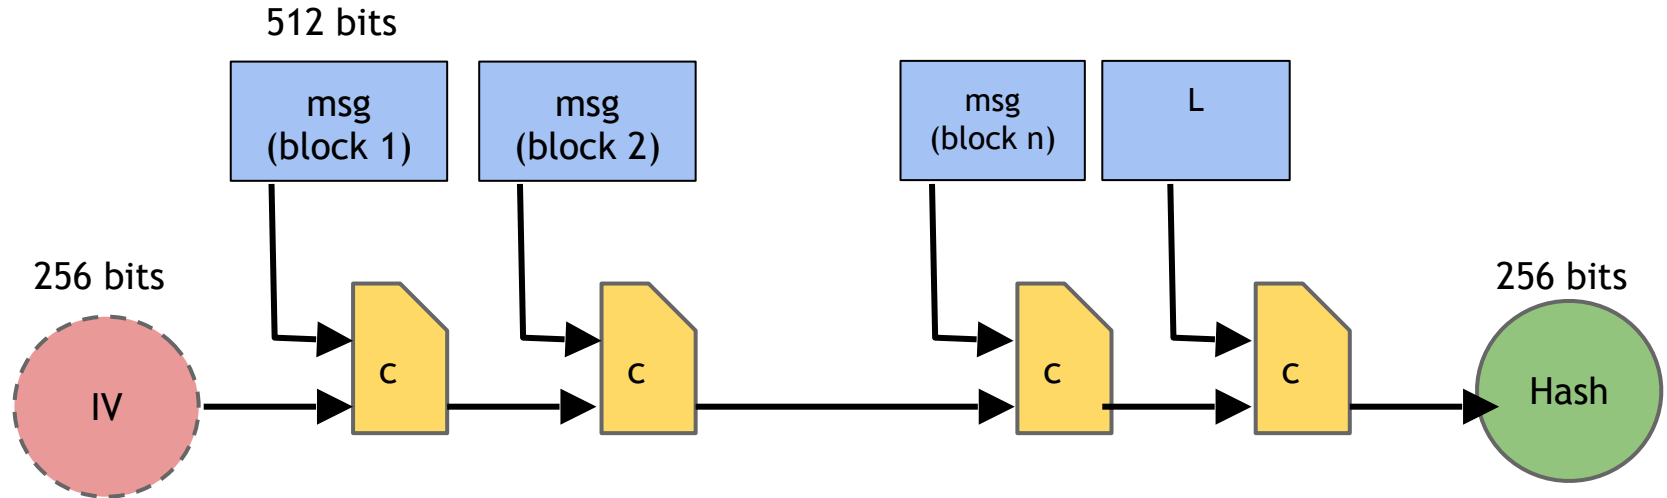 512 bits
msg
(block 1)
msg
(block 2)
msg
(block n)
L
256 bits
256 bits
IV
c
c
c
c
Hash